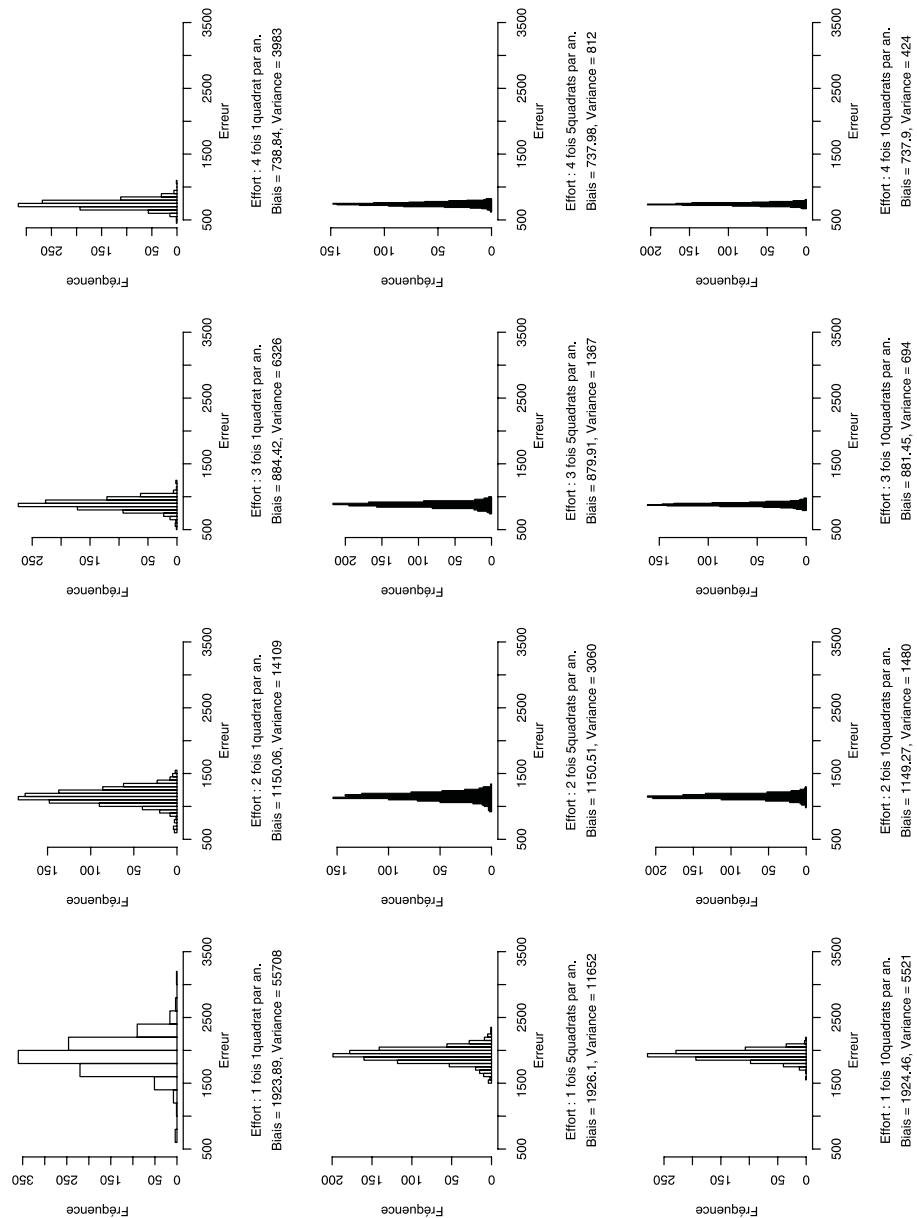 Fréquence
0 50 150 250 350
500 1500 2500 3500
Erreur
Effort : 1 fois 1quadrat par an.
Biais = 1923.89, Variance = 55708
Fréquence
0 50 100 150
500 1500 2500 3500
Erreur
Effort : 2 fois 1quadrat par an.
Biais = 1150.06, Variance = 14109
Fréquence
0 50 150 250
500 1500 2500 3500
Erreur
Effort : 3 fois 1quadrat par an.
Biais = 884.42, Variance = 6326
Fréquence
0 50 150 250
500 1500 2500 3500
Erreur
Effort : 4 fois 1quadrat par an.
Biais = 738.84, Variance = 3983
Fréquence
0 50 100 150 200
500 1500 2500 3500
Erreur
Effort : 1 fois 5quadrats par an.
Biais = 1926.1, Variance = 11652
Fréquence
0 50 100 150
500 1500 2500 3500
Erreur
Effort : 2 fois 5quadrats par an.
Biais = 1150.51, Variance = 3060
Fréquence
0 50 100 150 200
500 1500 2500 3500
Erreur
Effort : 3 fois 5quadrats par an.
Biais = 879.91, Variance = 1367
Fréquence
0 50 100 150
500 1500 2500 3500
Erreur
Effort : 4 fois 5quadrats par an.
Biais = 737.98, Variance = 812
Fréquence
0 50 150 250
500 1500 2500 3500
Erreur
Effort : 1 fois 10quadrats par an.
Biais = 1924.46, Variance = 5521
Fréquence
0 50 100 150 200
500 1500 2500 3500
Erreur
Effort : 2 fois 10quadrats par an.
Biais = 1149.27, Variance = 1480
Fréquence
0 50 100 150
500 1500 2500 3500
Erreur
Effort : 3 fois 10quadrats par an.
Biais = 881.45, Variance = 694
Fréquence
0 50 100 150 200
500 1500 2500 3500
Erreur
Effort : 4 fois 10quadrats par an.
Biais = 737.9, Variance = 424